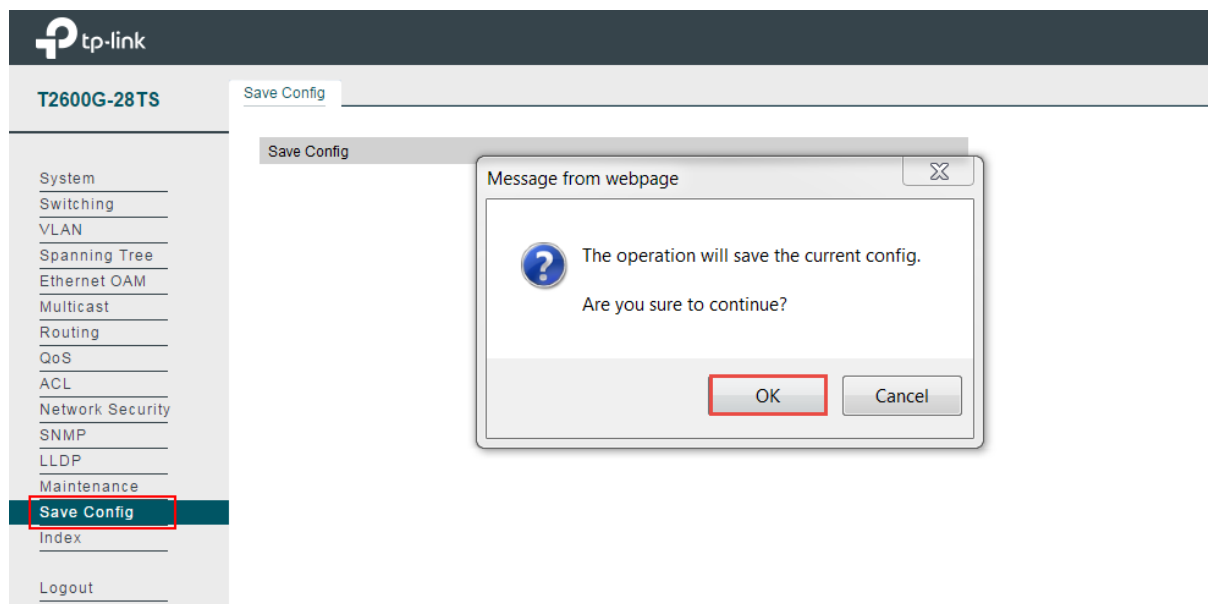 tp-link
T2600G-28TS
Save Config
Save Config
Message from webpage
The operation will save the current config.
Are you sure to continue?
OK
Cancel
System
Switching
VLAN
Spanning Tree
Ethernet OAM
Multicast
Routing
QoS
ACL
Network Security
SNMP
LLDP
Maintenance
Save Config
Index
Logout